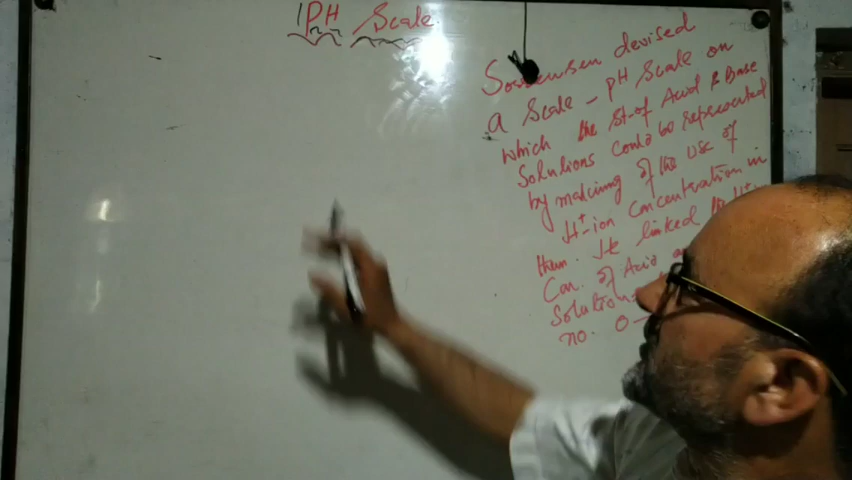 PH Scale
Sorensen devised
a Scale - pH Scale on
which the St. of Acid & Base
Solutions could be represented
by making of the use of
H⁺-ion concentration in
them. He linked the H⁺
Con. of Acid
Solution
no. 0-